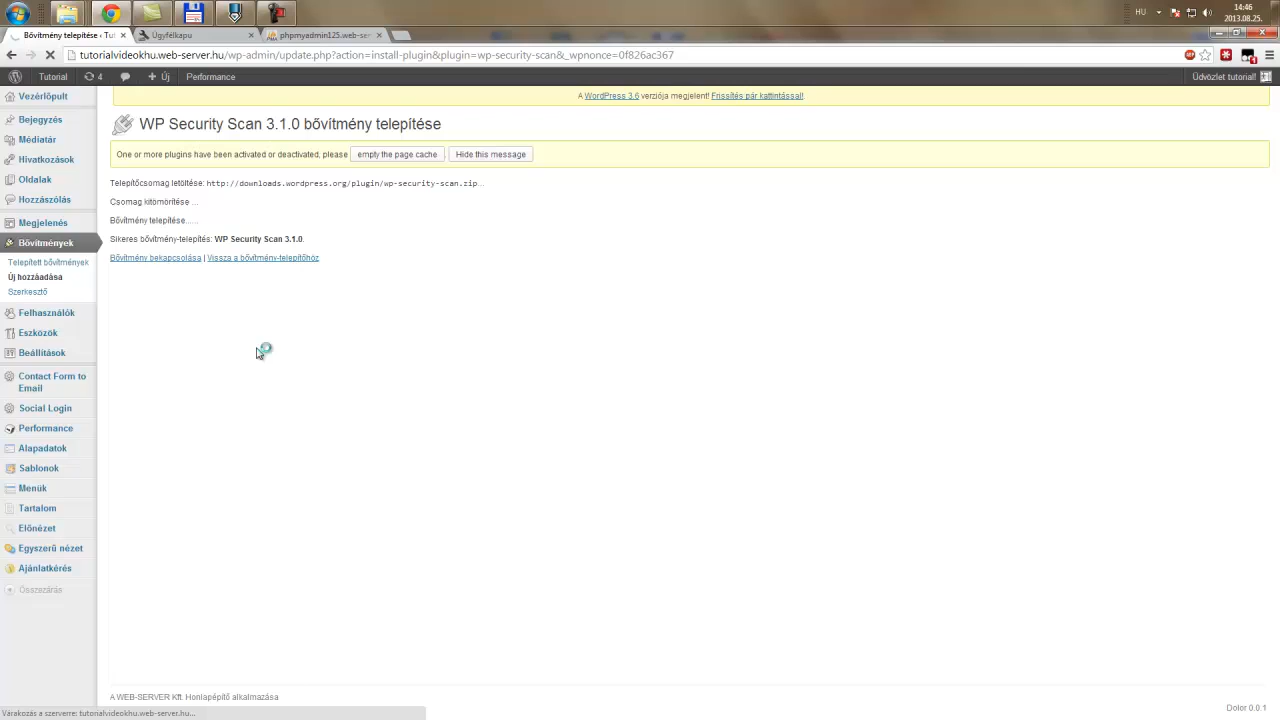 14:46
HU
2013.08.25.
Bővítmény telepítése ‹ Tut
Ügyfélkapu
phpmyadmin125.web-ser
tutorialvideokhu.web-server.hu/wp-admin/update.php?action=install-plugin&plugin=wp-security-scan&_wpnonce=0f826ac367
Tutorial
4
Új
Performance
Üdvözlet tutorial!
Vezérlőpult
Bejegyzés
Médiatár
Hivatkozások
Oldalak
Hozzászólás
Megjelenés
Bővítmények
Telepített bővítmények
Új hozzáadása
Szerkesztő
Felhasználók
Eszközök
Beállítások
Contact Form to
Email
Social Login
Performance
Alapadatok
Sablonok
Menük
Tartalom
Előnézet
Egyszerű nézet
Ajánlatkérés
Összezárás
A WordPress 3.6 verziója megjelent! Frissítés pár kattintással!
WP Security Scan 3.1.0 bővítmény telepítése
One or more plugins have been activated or deactivated, please empty the page cache . Hide this message
Telepítőcsomag letöltése: http://downloads.wordpress.org/plugin/wp-security-scan.zip…
Csomag kitömörítése ...
Bővítmény telepítése......
Sikeres bővítmény-telepítés: WP Security Scan 3.1.0.
Bővítmény bekapcsolása | Vissza a bővítmény-telepítőhöz
A WEB-SERVER Kft. Honlapépítő alkalmazása
Dolor 0.0.1
Várakozás a szerverre: tutorialvideokhu.web-server.hu...